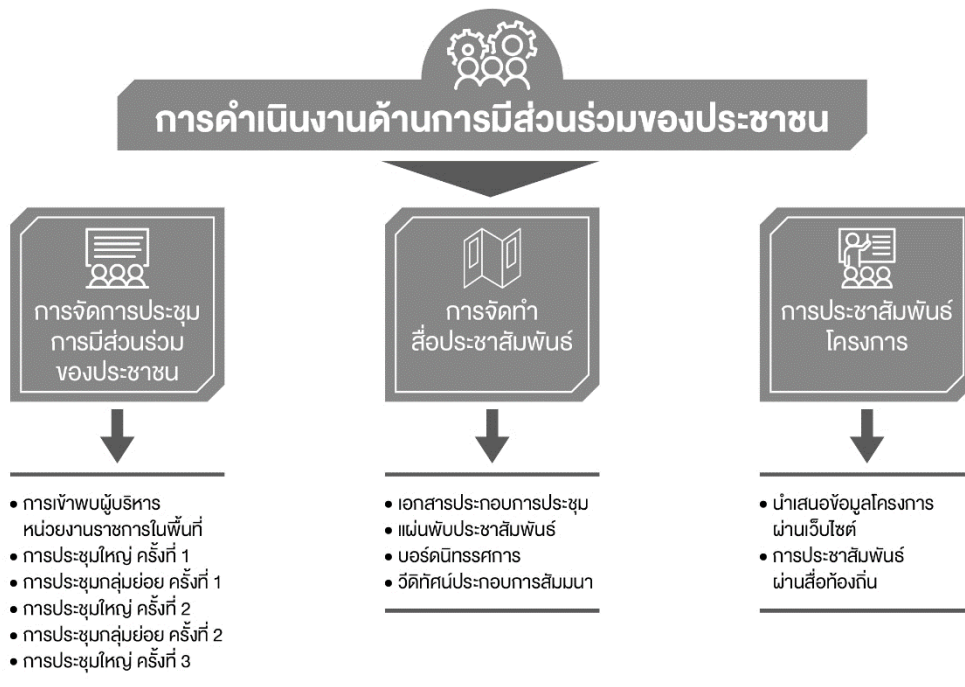 การดำเนินงานด้านการมีส่วนร่วมของประชาชน
การจัดการประชุม
การมีส่วนร่วม
ของประชาชน
• การเข้าพบผู้บริหาร
หน่วยงานราชการในพื้นที่
• การประชุมใหญ่ ครั้งที่ 1
• การประชุมกลุ่มย่อย ครั้งที่ 1
• การประชุมใหญ่ ครั้งที่ 2
• การประชุมกลุ่มย่อย ครั้งที่ 2
• การประชุมใหญ่ ครั้งที่ 3
การจัดทำ
สื่อประชาสัมพันธ์
• เอกสารประกอบการประชุม
• แผ่นพับประชาสัมพันธ์
• บอร์ดนิทรรศการ
• วีดิทัศน์ประกอบการสัมมนา
การประชาสัมพันธ์
โครงการ
• นำเสนอข้อมูลโครงการ
ผ่านเว็บไซต์
• การประชาสัมพันธ์
ผ่านสื่อท้องถิ่น